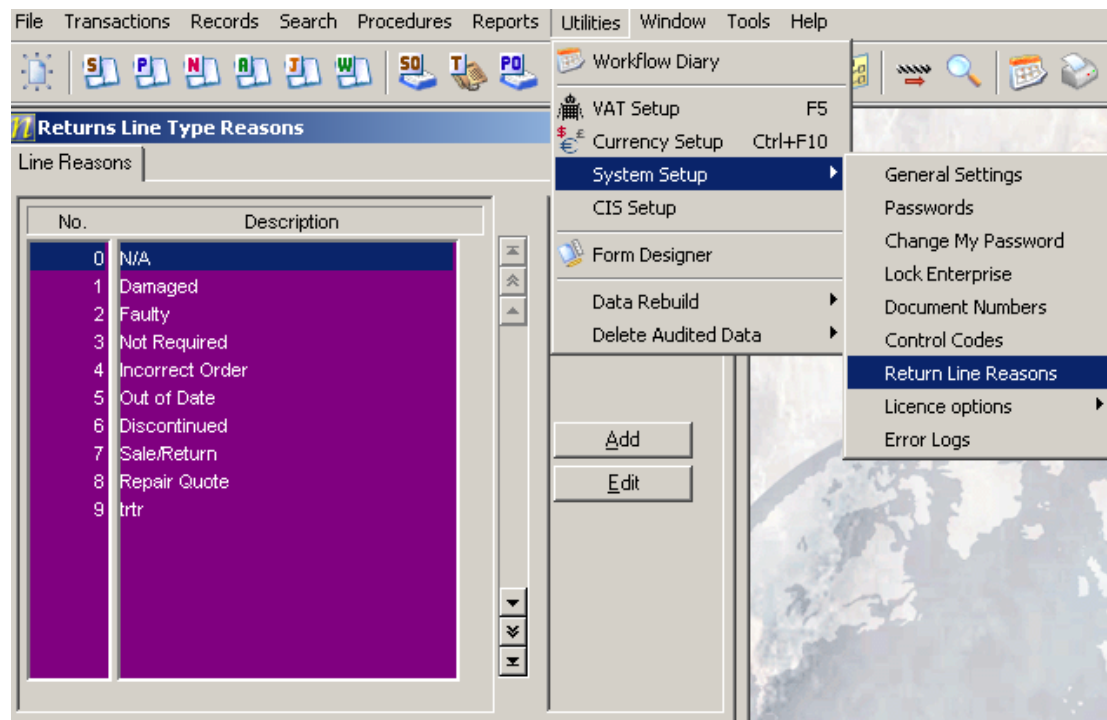 File Transactions Records Search Procedures Reports Utilities Window Tools Help
S P N A J W SO T PO
Returns Line Type Reasons
Line Reasons
No. Description
0 N/A
1 Damaged
2 Faulty
3 Not Required
4 Incorrect Order
5 Out of Date
6 Discontinued
7 Sale/Return
8 Repair Quote
9 trtr
Workflow Diary
VAT Setup F5
Currency Setup Ctrl+F10
System Setup
CIS Setup
Form Designer
Data Rebuild
Delete Audited Data
General Settings
Passwords
Change My Password
Lock Enterprise
Document Numbers
Control Codes
Return Line Reasons
Licence options
Error Logs
Add
Edit